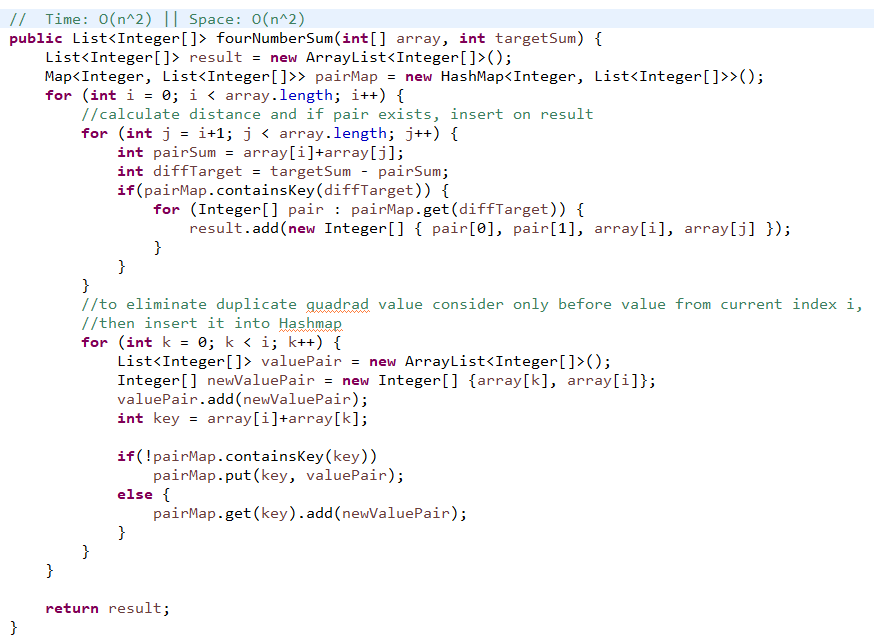 //  Time: O(n^2) || Space: O(n^2)
public List<Integer[]> fourNumberSum(int[] array, int targetSum) {
    List<Integer[]> result = new ArrayList<Integer[]>();
    Map<Integer, List<Integer[]>> pairMap = new HashMap<Integer, List<Integer[]>>();
    for (int i = 0; i < array.length; i++) {
        //calculate distance and if pair exists, insert on result
        for (int j = i+1; j < array.length; j++) {
            int pairSum = array[i]+array[j];
            int diffTarget = targetSum - pairSum;
            if(pairMap.containsKey(diffTarget)) {
                for (Integer[] pair : pairMap.get(diffTarget)) {
                    result.add(new Integer[] { pair[0], pair[1], array[i], array[j] });
                }
            }
        }
        //to eliminate duplicate quadrad value consider only before value from current index i,
        //then insert it into Hashmap
        for (int k = 0; k < i; k++) {
            List<Integer[]> valuePair = new ArrayList<Integer[]>();
            Integer[] newValuePair = new Integer[] {array[k], array[i]};
            valuePair.add(newValuePair);
            int key = array[i]+array[k];

            if(!pairMap.containsKey(key))
                pairMap.put(key, valuePair);
            else {
                pairMap.get(key).add(newValuePair);
            }
        }
    }

    return result;
}